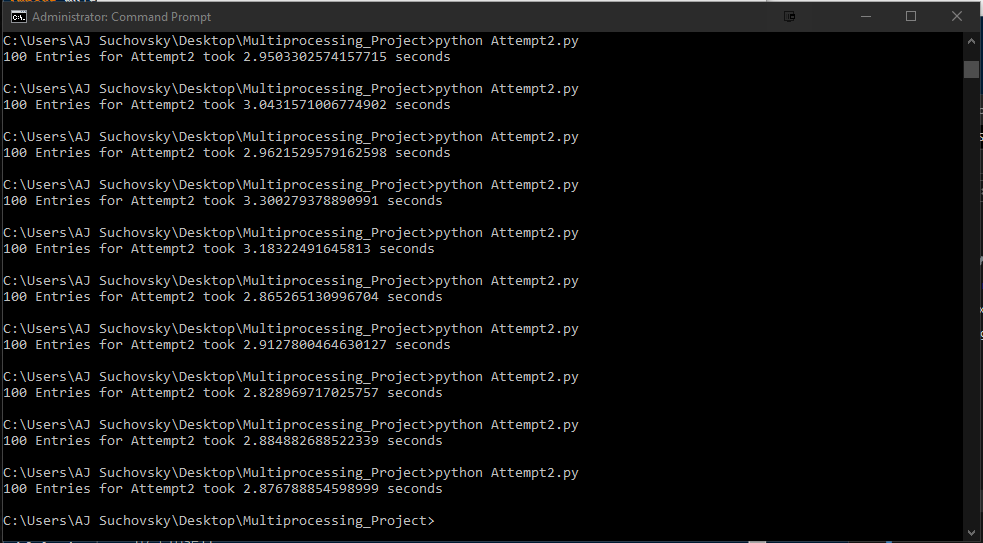 Administrator: Command Prompt
C:\Users\AJ Suchovsky\Desktop\Multiprocessing_Project>python Attempt2.py
100 Entries for Attempt2 took 2.9503302574157715 seconds
C:\Users\AJ Suchovsky\Desktop\Multiprocessing_Project>python Attempt2.py
100 Entries for Attempt2 took 3.0431571006774902 seconds
C:\Users\AJ Suchovsky\Desktop\Multiprocessing_Project>python Attempt2.py
100 Entries for Attempt2 took 2.9621529579162598 seconds
C:\Users\AJ Suchovsky\Desktop\Multiprocessing_Project>python Attempt2.py
100 Entries for Attempt2 took 3.300279378890991 seconds
C:\Users\AJ Suchovsky\Desktop\Multiprocessing_Project>python Attempt2.py
100 Entries for Attempt2 took 3.18322491645813 seconds
C:\Users\AJ Suchovsky\Desktop\Multiprocessing_Project>python Attempt2.py
100 Entries for Attempt2 took 2.865265130996704 seconds
C:\Users\AJ Suchovsky\Desktop\Multiprocessing_Project>python Attempt2.py
100 Entries for Attempt2 took 2.9127800464630127 seconds
C:\Users\AJ Suchovsky\Desktop\Multiprocessing_Project>python Attempt2.py
100 Entries for Attempt2 took 2.828969717025757 seconds
C:\Users\AJ Suchovsky\Desktop\Multiprocessing_Project>python Attempt2.py
100 Entries for Attempt2 took 2.884882688522339 seconds
C:\Users\AJ Suchovsky\Desktop\Multiprocessing_Project>python Attempt2.py
100 Entries for Attempt2 took 2.876788854598999 seconds
C:\Users\AJ Suchovsky\Desktop\Multiprocessing_Project>